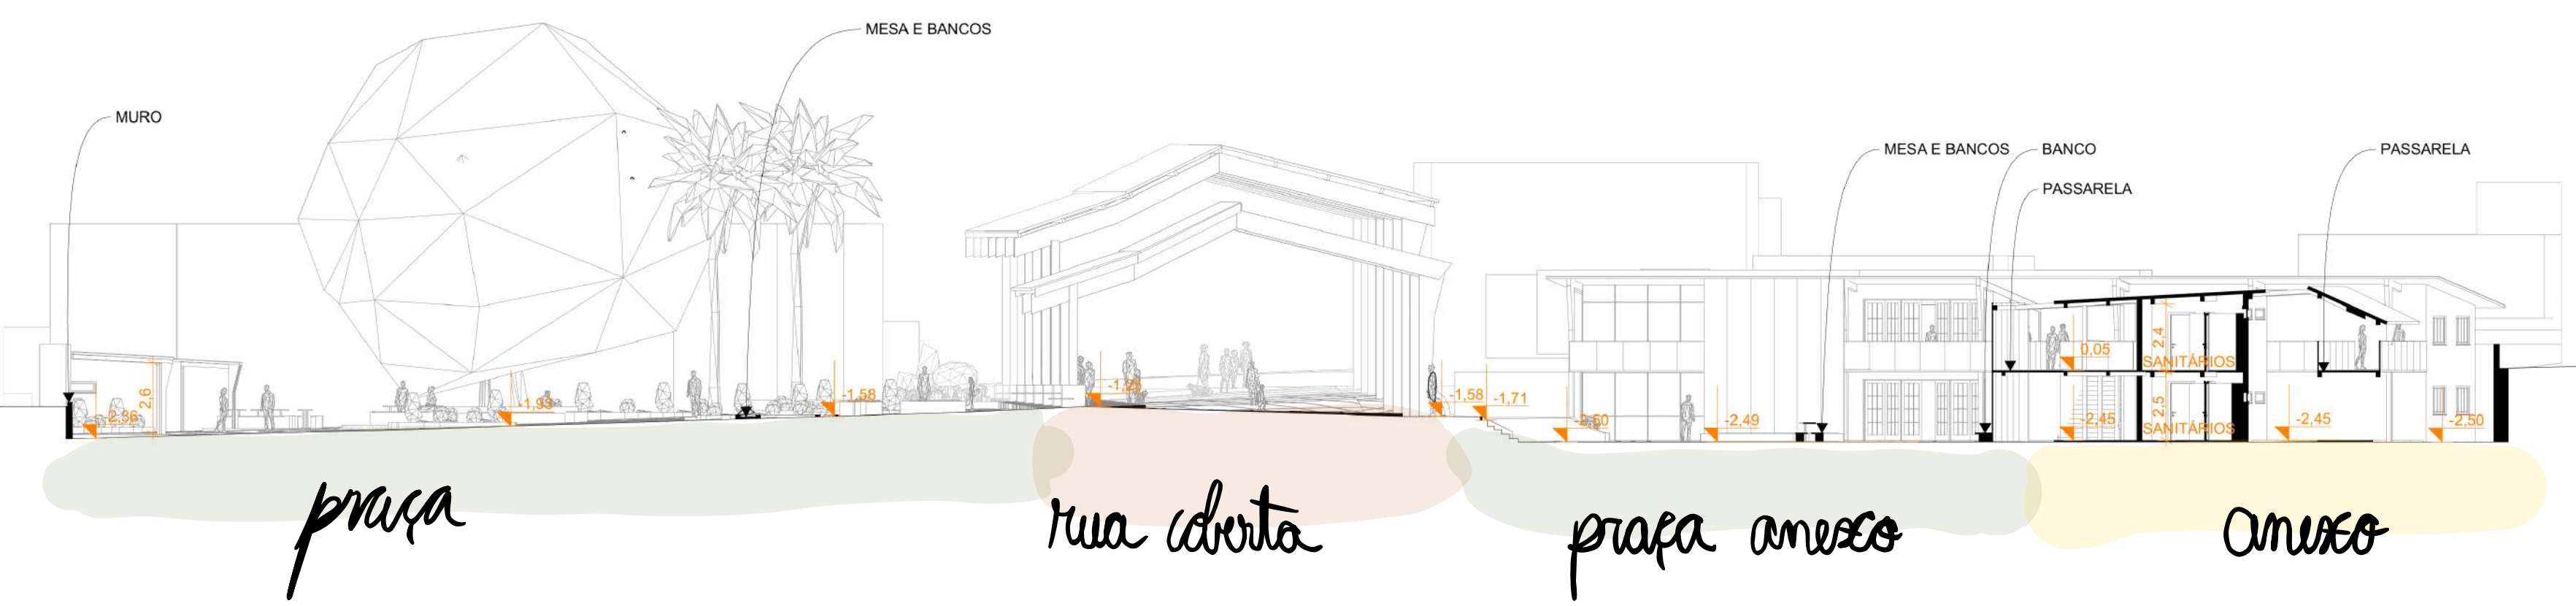 MESA E BANCOS
MURO
MESA E BANCOS
BANCO
PASSARELA
PASSARELA
2,6
-2,36
-1,93
-1,58
-1,58
-1,71
-2,50
-2,49
0,05
2,4
SANITÁRIOS
2,5
-2,45
SANITÁRIOS
-2,45
-2,50
praça
rua coberta
praça anexo
anexo